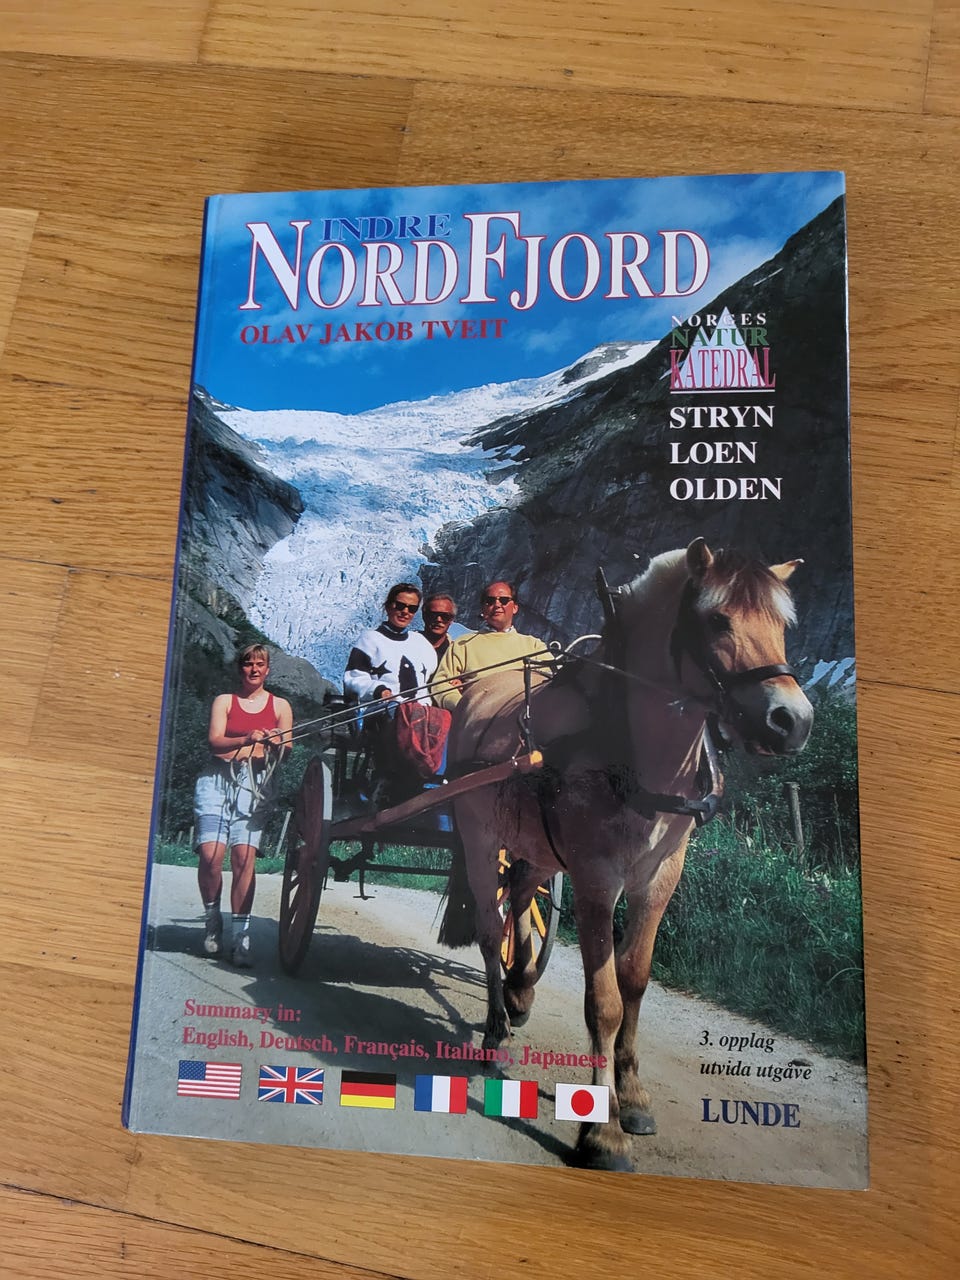 INDRE
NORDFJORD
OLAV JAKOB TVEIT
NORGES
NATUR
KATEDRAL
STRYN
LOEN
OLDEN
Summary in:
English, Deutsch, Français, Italiano, Japanese
3. opplag
utvida utgåve
LUNDE